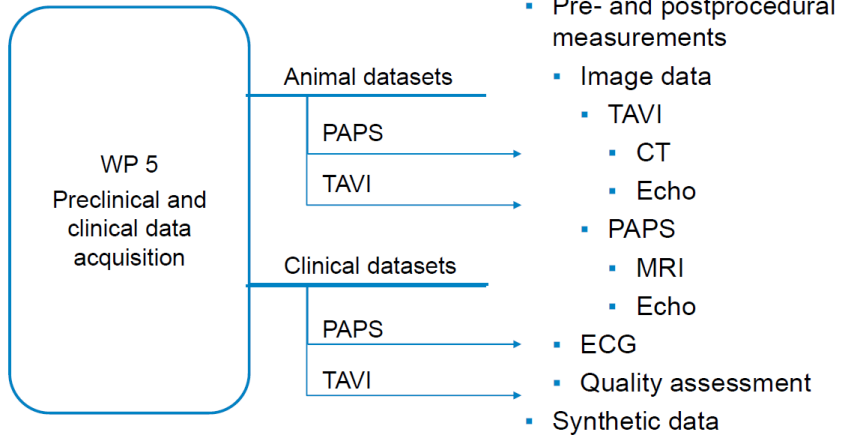 WP 5
Preclinical and
clinical data
acquisition
Animal datasets
PAPS
TAVI
Clinical datasets
PAPS
TAVI
Pre- and postprocedural
measurements
Image data
TAVI
CT
Echo
PAPS
MRI
Echo
ECG
Quality assessment
Synthetic data